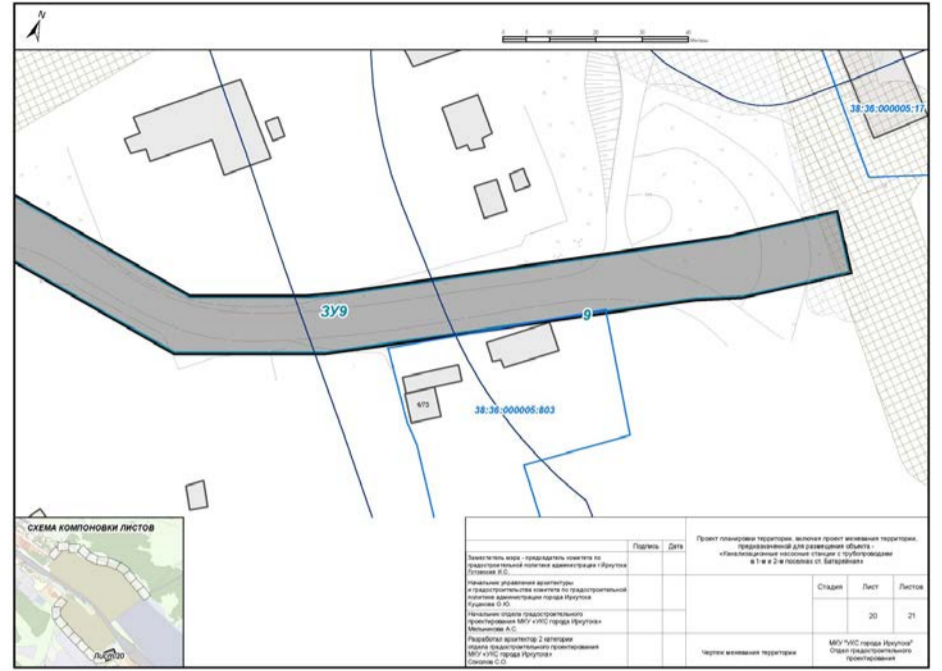 N
38:36:000005:17
ЗУ9
9
6/73
38:36:000005:803
СХЕМА КОМПОНОВКИ ЛИСТОВ
Лист 20
Подпись Дата
Заместитель мэра - председатель комитета по
градостроительной политике администрации г.Иркутска
Начальник управления архитектуры
и градостроительства комитета по градостроительной
политике администрации города Иркутска
Кущакова О.Ю.
Начальник отдела градостроительного
проектирования МКУ «УКС города Иркутска»
Мельникова А.С.
Разработал архитектор 2 категории
отдела градостроительного проектирования
МКУ «УКС города Иркутска»
Соколов С.О.
Проект планировки территории, включая проект межевания территории,
предназначенной для размещения объекта -
«Канализационные насосные станции с трубопроводами
в 1-м и 2-м поселках ст. Батарейная»
Стадия Лист Листов
20 21
Чертеж межевания территории
МКУ "УКС города Иркутска"
Отдел градостроительного
проектирования